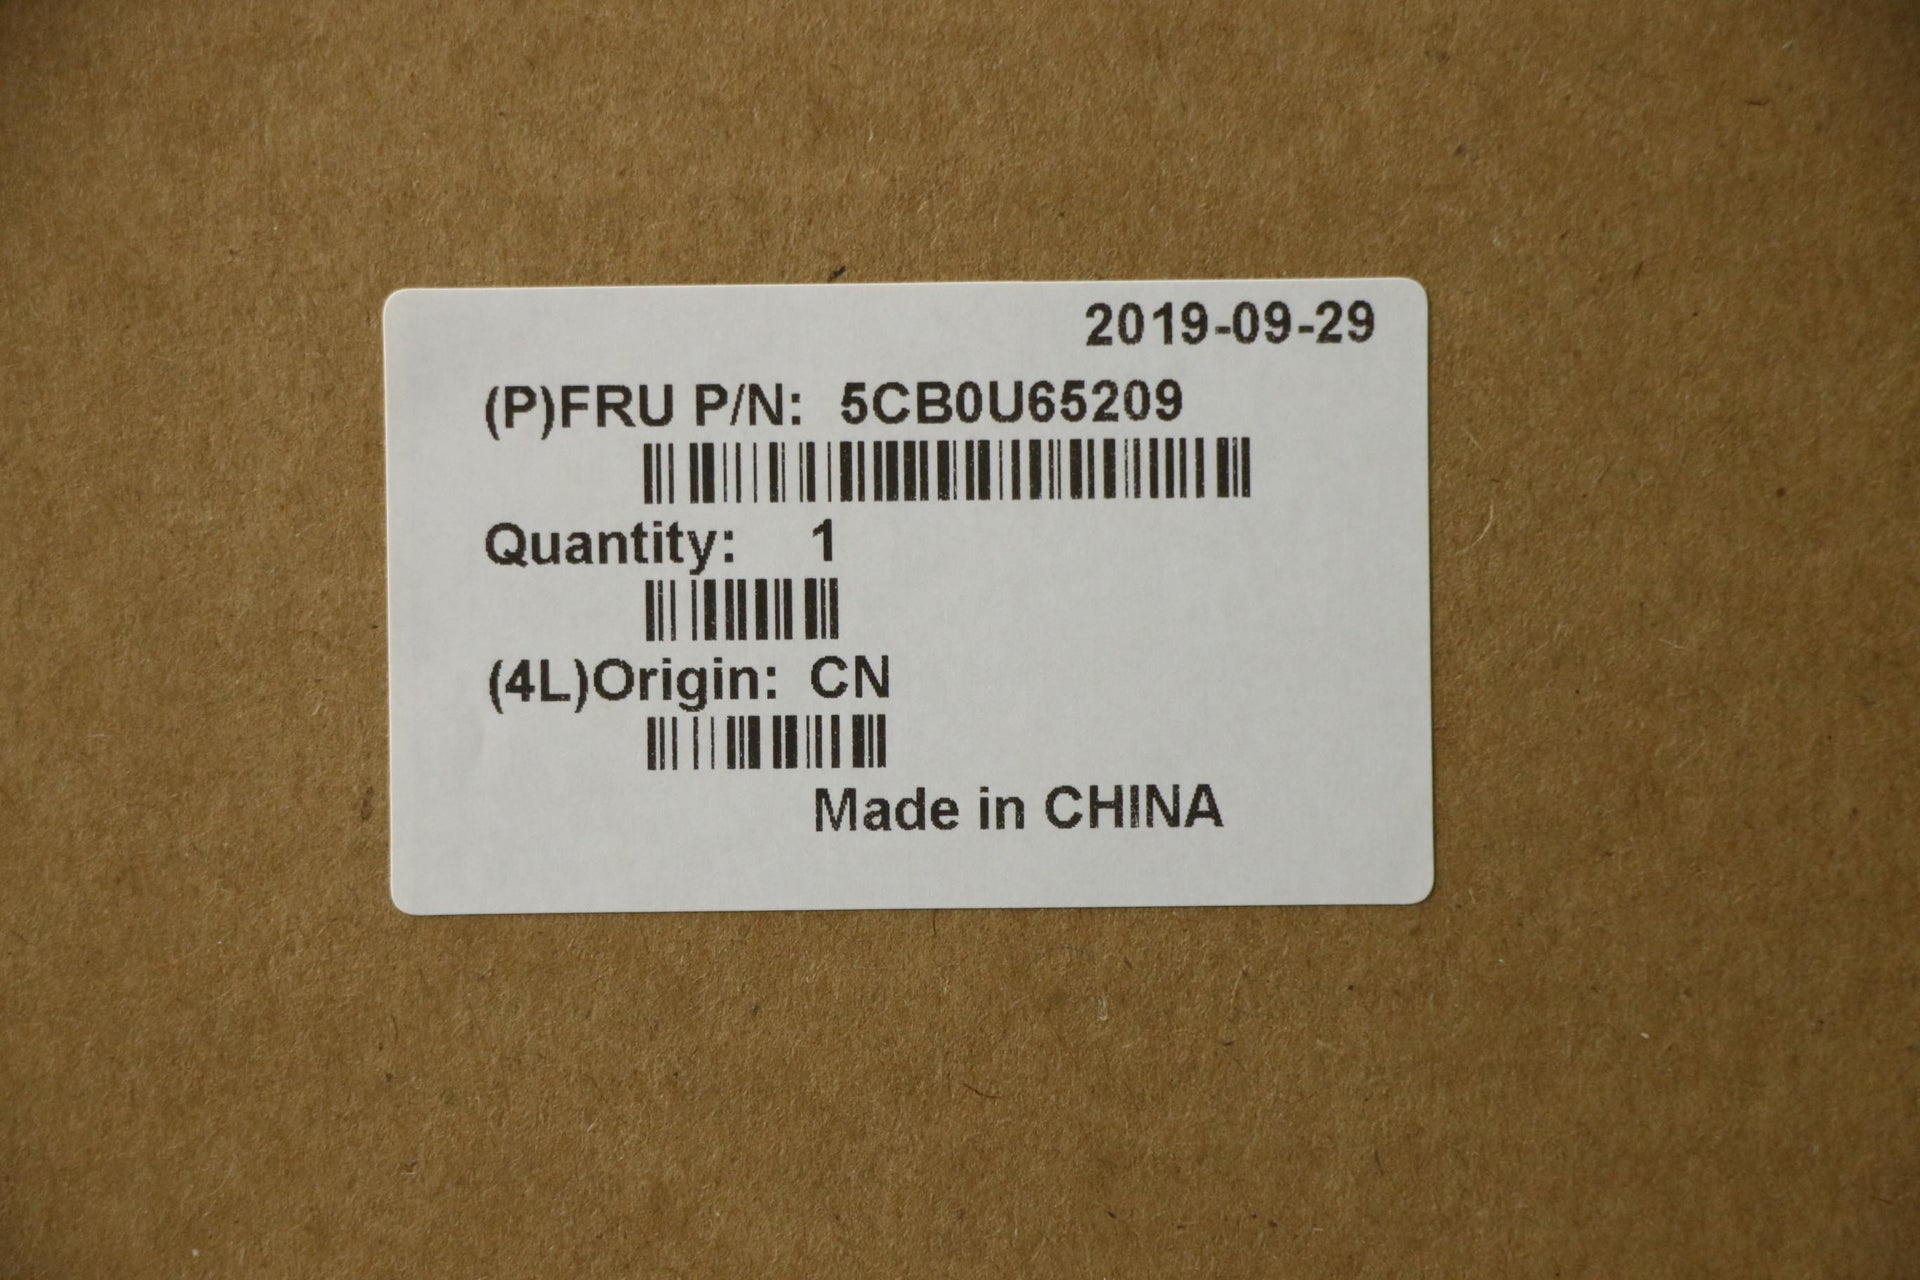 2019-09-29
(P)FRU P/N: 5CB0U65209
Quantity: 1
(4L)Origin: CN
Made in CHINA